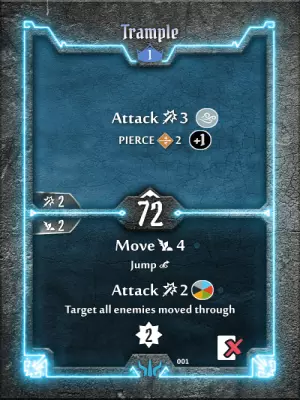 Trample
1
Attack 3
PIERCE 2 +1
2
72
2
Move 4
Jump
Attack 2
Target all enemies moved through
2
001